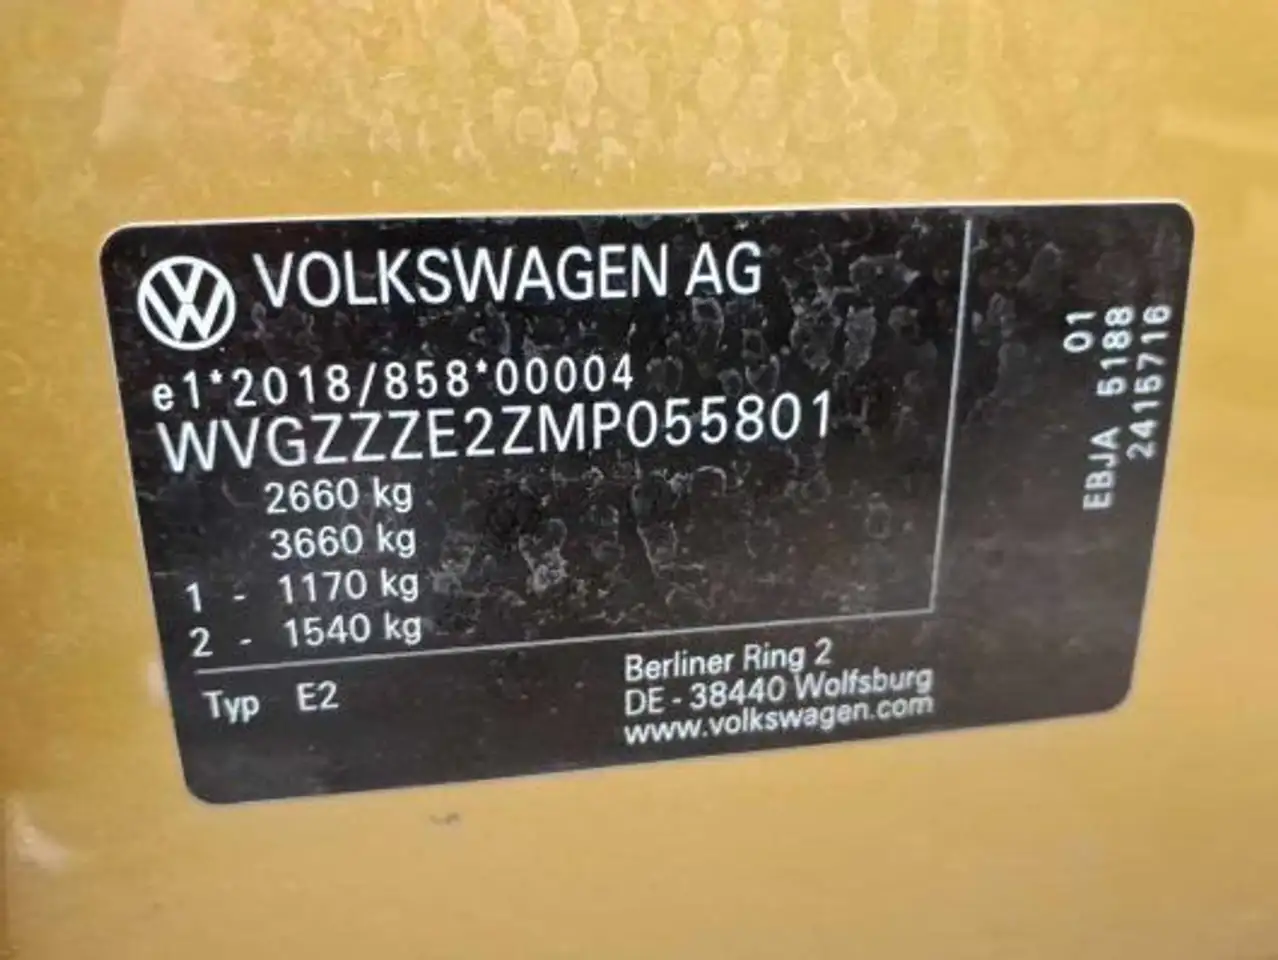 VOLKSWAGEN AG
e1*2018/858*00004
WVGZZZE2ZMP055801
2660 kg
3660 kg
1 - 1170 kg
2 - 1540 kg
Typ E2
Berliner Ring 2
DE - 38440 Wolfsburg
www.volkswagen.com
01
EBJA 5188
2415716